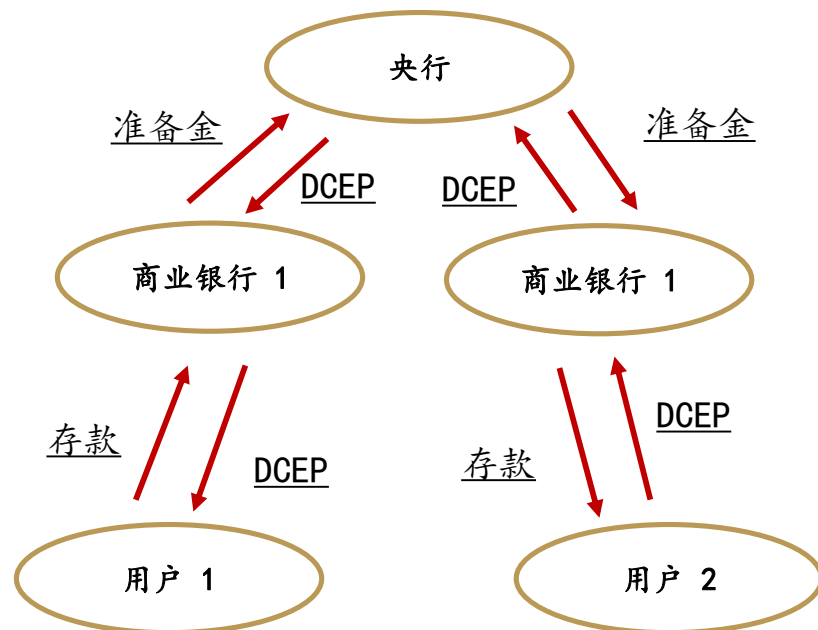 央行
准备金
准备金
DCEP
DCEP
商业银行 1
商业银行 1
存款
DCEP
DCEP
存款
用户 1
用户 2